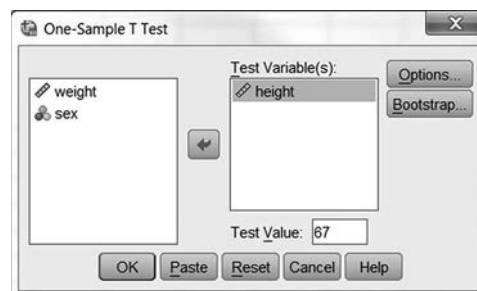 One-Sample T Test
X
Test Variable(s):
weight
sex
height
Options...
Bootstrap...
Test Value: 67
OK Paste Reset Cancel Help